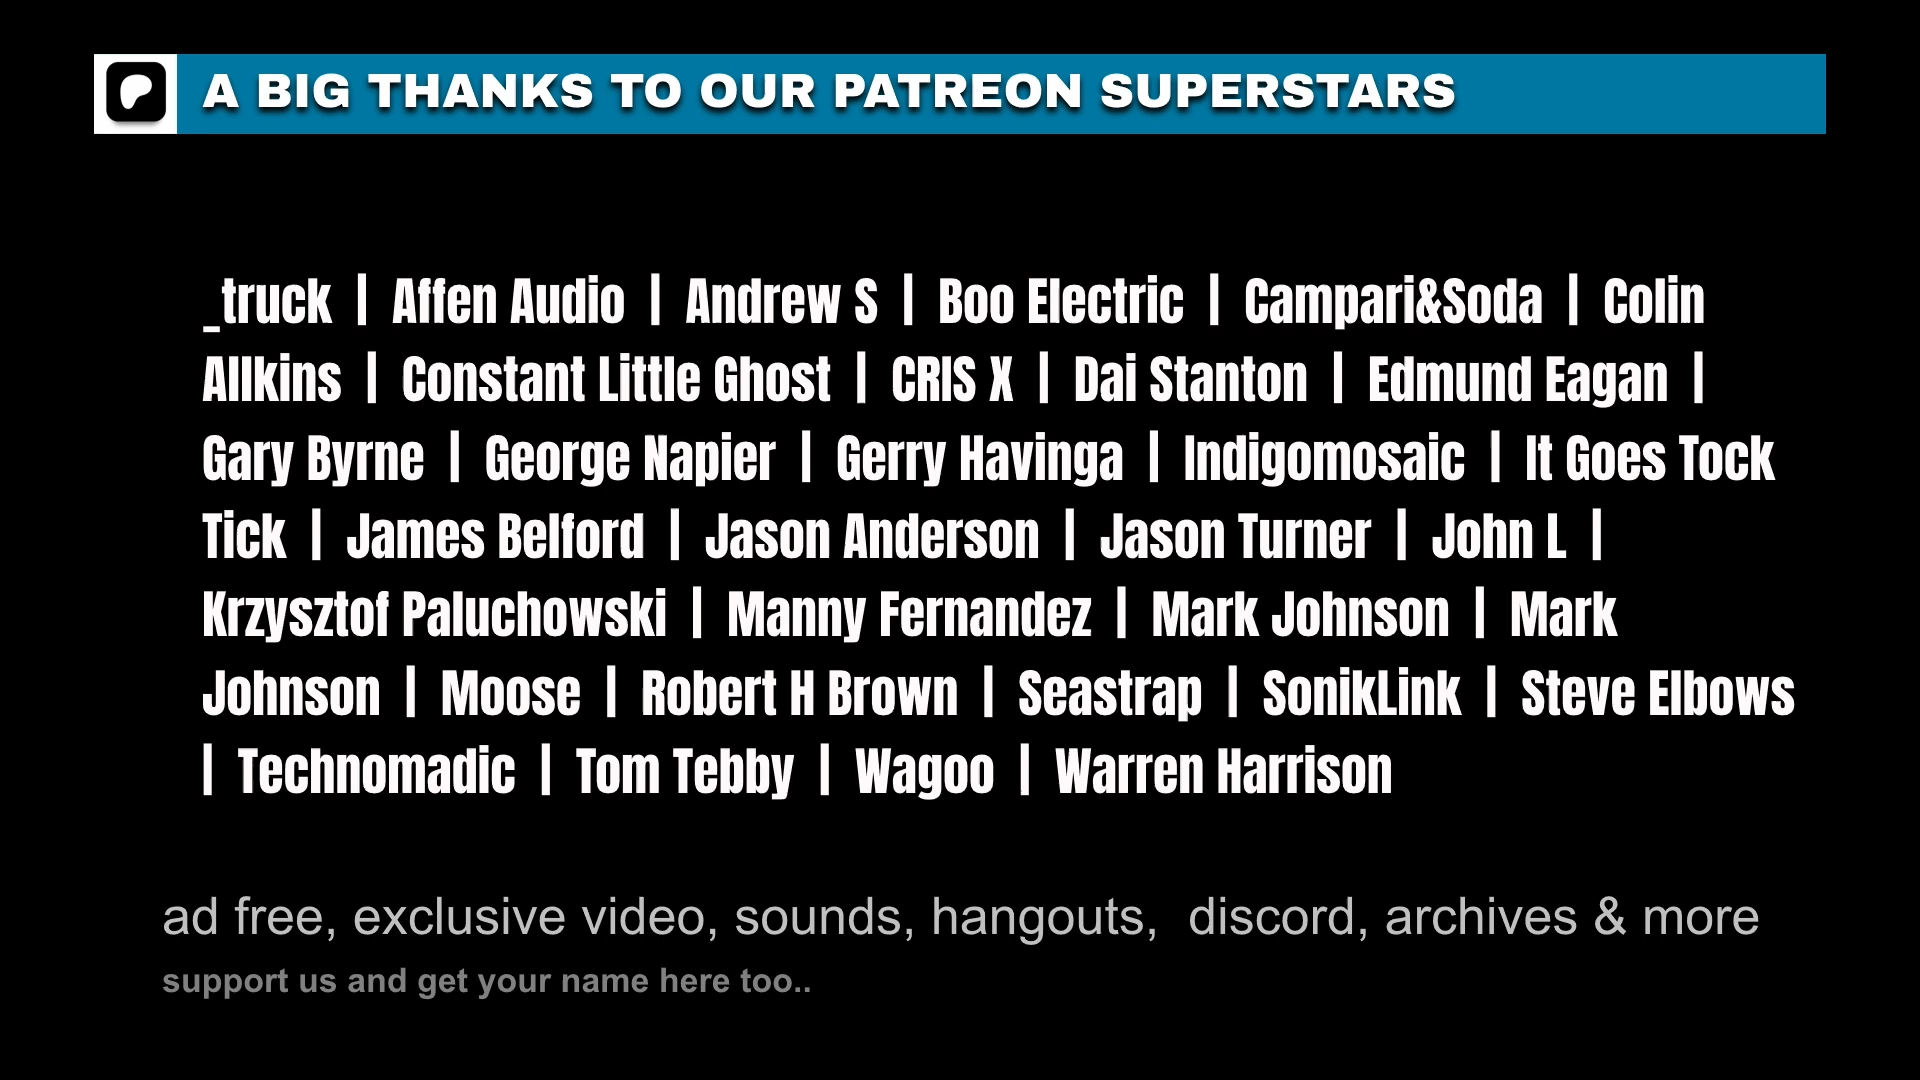 A BIG THANKS TO OUR PATREON SUPERSTARS
_truck | Affen Audio | Andrew S | Boo Electric | Campari&Soda | Colin
Allkins | Constant Little Ghost | CRIS X | Dai Stanton | Edmund Eagan |
Gary Byrne | George Napier | Gerry Havinga | Indigomosaic | It Goes Tock
Tick | James Belford | Jason Anderson | Jason Turner | John L |
Krzysztof Paluchowski | Manny Fernandez | Mark Johnson | Mark
Johnson | Moose | Robert H Brown | Seastrap | SonikLink | Steve Elbows
| Technomadic | Tom Tebby | Wagoo | Warren Harrison
ad free, exclusive video, sounds, hangouts,  discord, archives & more
support us and get your name here too..